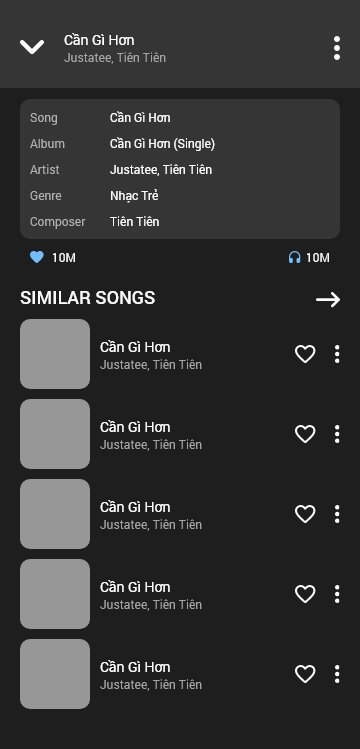 Cần Gì Hơn
Justatee, Tiên Tiên
Song Cần Gì Hơn
Album Cần Gì Hơn (Single)
Artist Justatee, Tiên Tiên
Genre Nhạc Trẻ
Composer Tiên Tiên
10M 10M
SIMILAR SONGS
Cần Gì Hơn
Justatee, Tiên Tiên
Cần Gì Hơn
Justatee, Tiên Tiên
Cần Gì Hơn
Justatee, Tiên Tiên
Cần Gì Hơn
Justatee, Tiên Tiên
Cần Gì Hơn
Justatee, Tiên Tiên